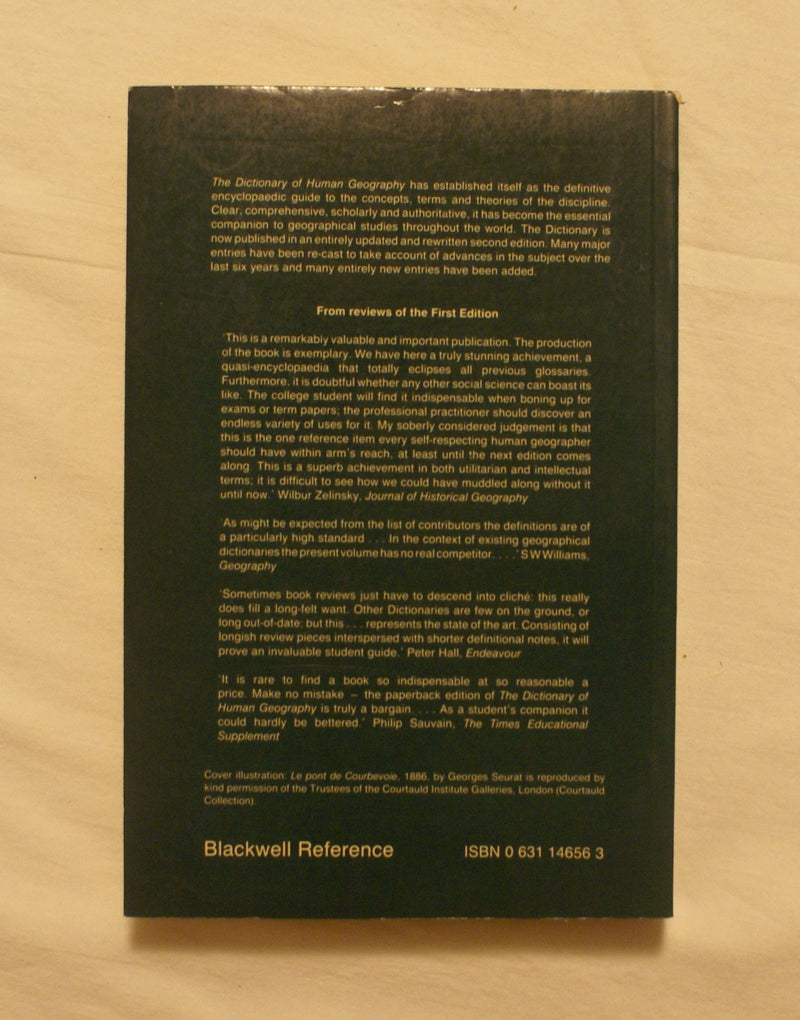 The Dictionary of Human Geography has established itself as the definitive
encyclopaedic guide to the concepts, terms and theories of the discipline.
Clear, comprehensive, scholarly and authoritative, it has become the essential
companion to geographical studies throughout the world. The Dictionary is
now published in an entirely updated and rewritten second edition. Many major
entries have been re-cast to take account of advances in the subject over the
last six years and many entirely new entries have been added.
From reviews of the First Edition
'This is a remarkably valuable and important publication. The production
of the book is exemplary. We have here a truly stunning achievement, a
quasi-encyclopaedia that totally eclipses all previous glossaries.
Furthermore, it is doubtful whether any other social science can boast its
like. The college student will find it indispensable when boning up for
exams or term papers; the professional practitioner should discover an
endless variety of uses for it. My soberly considered judgement is that
this is the one reference item every self-respecting human geographer
should have within arm's reach, at least until the next edition comes
along. This is a superb achievement in both utilitarian and intellectual
terms; it is difficult to see how we could have muddled along without it
until now.' Wilbur Zelinsky, Journal of Historical Geography
'As might be expected from the list of contributors the definitions are of
a particularly high standard . . . In the context of existing geographical
dictionaries the present volume has no real competitor. . . .' S W Williams,
Geography
'Sometimes book reviews just have to descend into cliché: this really
does fill a long-felt want. Other Dictionaries are few on the ground, or
long out-of-date; but this . . . represents the state of the art. Consisting of
longish review pieces interspersed with shorter definitional notes, it will
prove an invaluable student guide.' Peter Hall, Endeavour
'It is rare to find a book so indispensable at so reasonable a
price. Make no mistake – the paperback edition of The Dictionary of
Human Geography is truly a bargain. . . . As a student's companion it
could hardly be bettered.' Philip Sauvain, The Times Educational
Supplement
Cover illustration: Le pont de Courbevoie, 1886, by Georges Seurat is reproduced by
kind permission of the Trustees of the Courtauld Institute Galleries, London (Courtauld
Collection).
Blackwell Reference
ISBN 0 631 14656 3